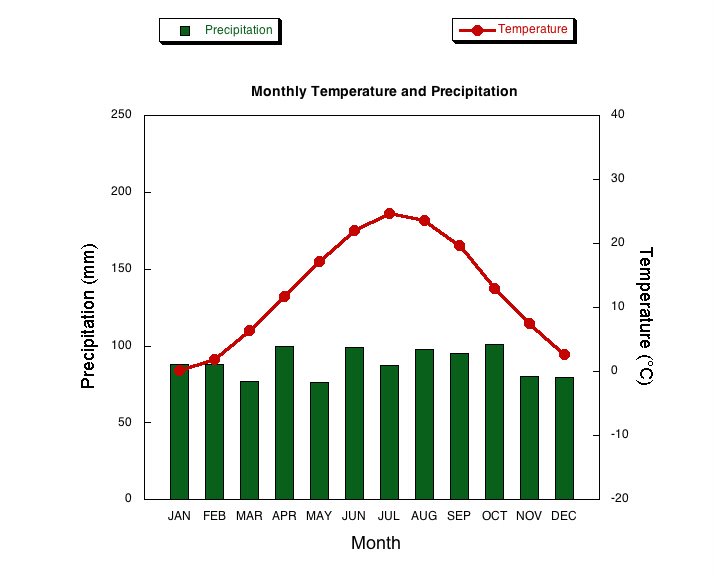 Precipitation
Temperature
Monthly Temperature and Precipitation
250
200
150
100
50
0
Precipitation (mm)
40
30
20
10
0
-10
-20
Temperature (°C)
JAN FEB MAR APR MAY JUN JUL AUG SEP OCT NOV DEC
Month